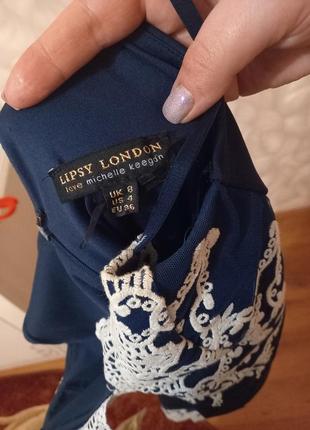 LIPSY LONDON
love michelle keegan
UK 8
US 4
EU 36